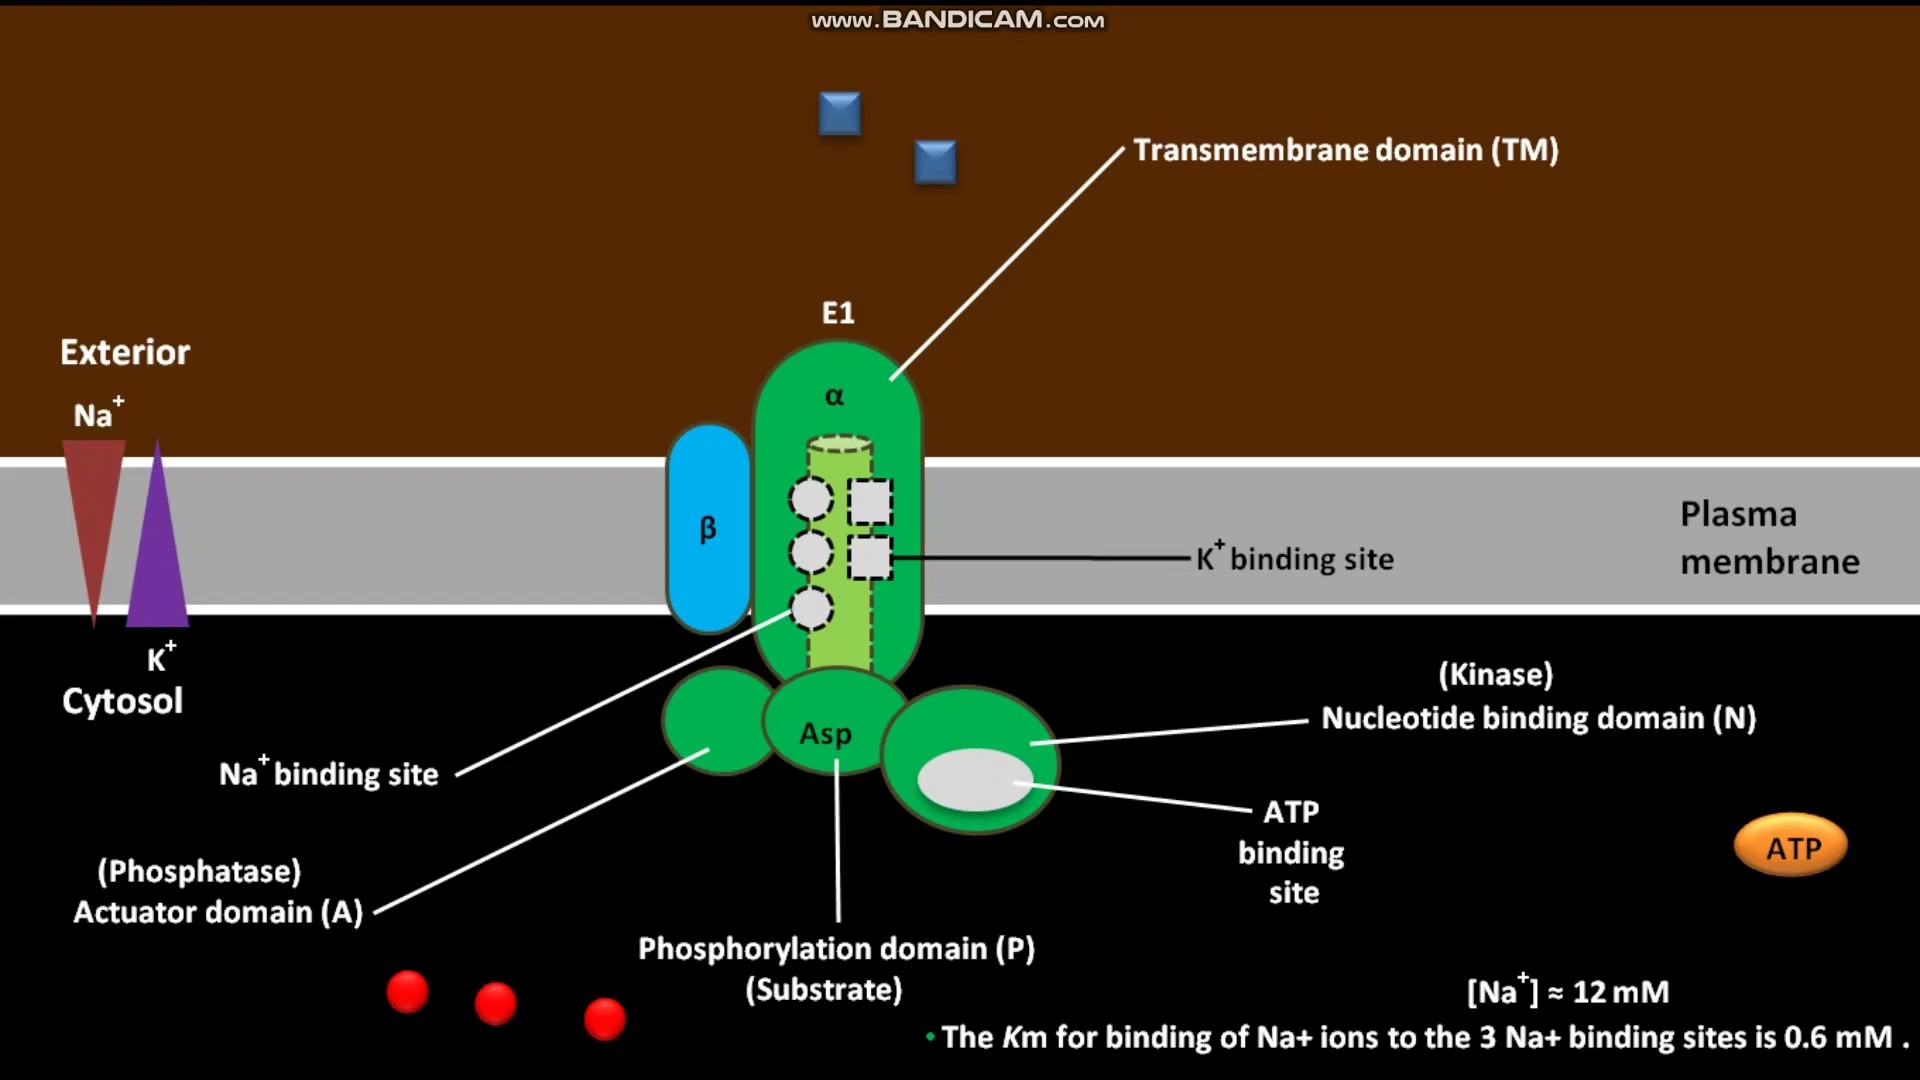 www.BANDICAM.com
Transmembrane domain (TM)
E1
Exterior
Na+
α
β
Plasma
membrane
K+ binding site
K+
Cytosol
(Kinase)
Nucleotide binding domain (N)
Asp
Na+ binding site
ATP
binding
site
ATP
(Phosphatase)
Actuator domain (A)
Phosphorylation domain (P)
(Substrate)
[Na+] ≈ 12 mM
• The Km for binding of Na+ ions to the 3 Na+ binding sites is 0.6 mM .